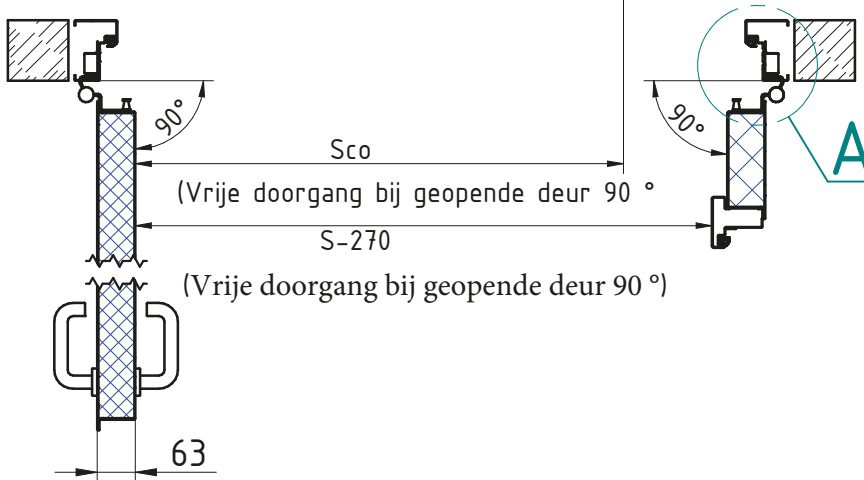 90°
90°
A
Sco
(Vrije doorgang bij geopende deur 90 °
S-270
(Vrije doorgang bij geopende deur 90 °)
63